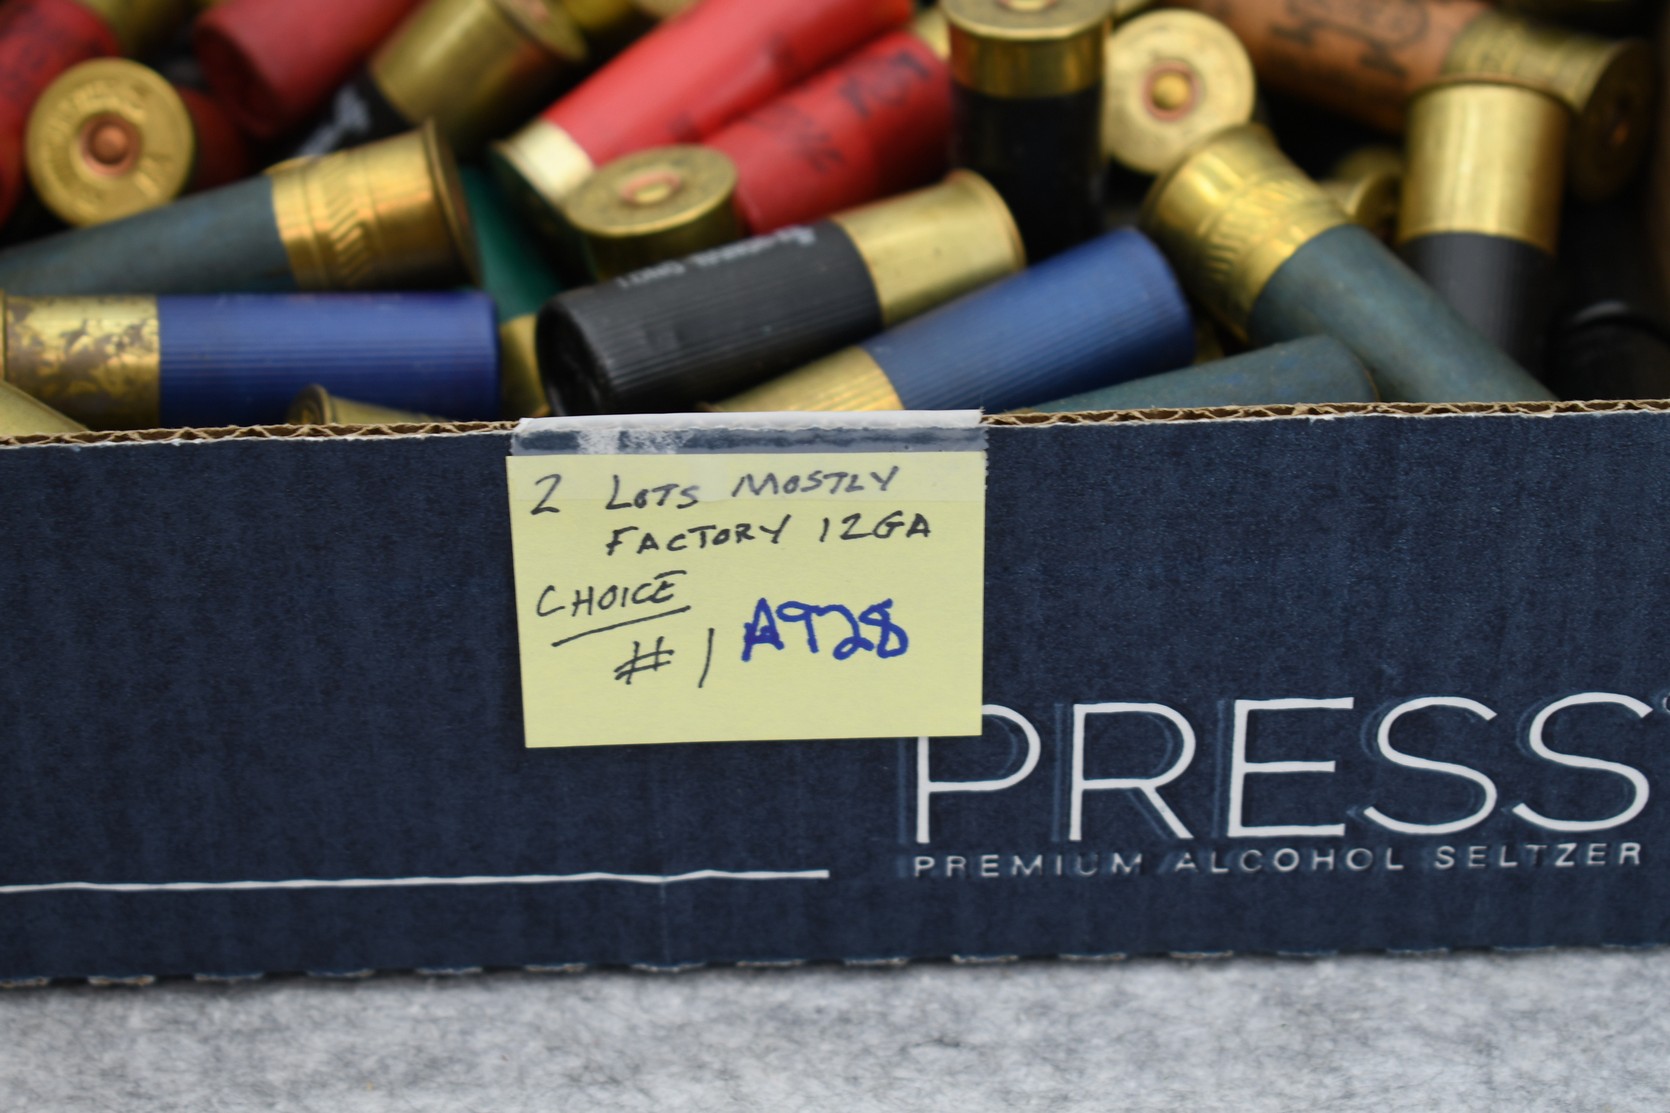 2 LOTS MOSTLY
FACTORY 12GA
CHOICE
#1 A928
PRESS
PREMIUM ALCOHOL SELTZER